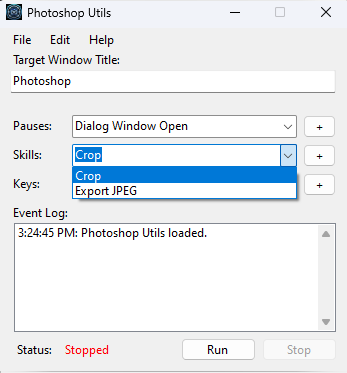 Photoshop Utils
File Edit Help
Target Window Title:
Photoshop
Pauses: Dialog Window Open +
Skills: Crop +
Crop
Export JPEG
Keys: +
Event Log:
3:24:45 PM: Photoshop Utils loaded.
Status: Stopped Run Stop